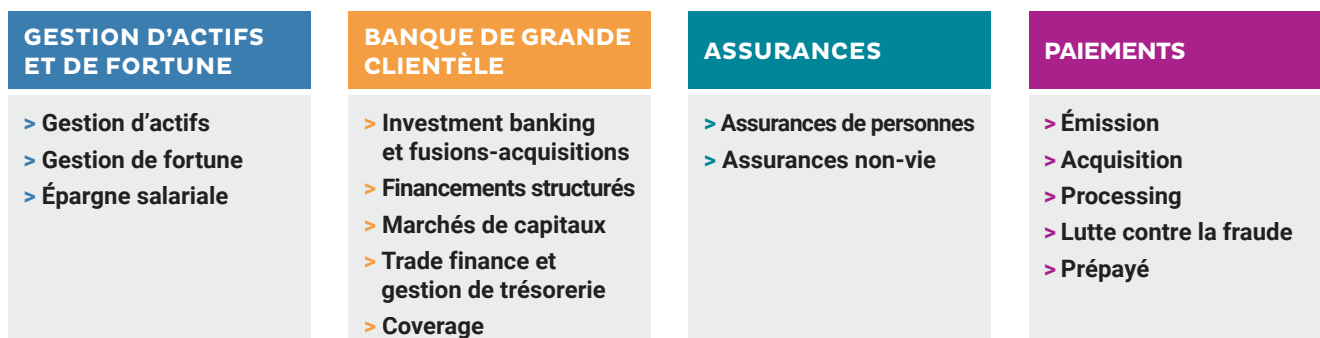 GESTION D'ACTIFS
ET DE FORTUNE
> Gestion d'actifs
> Gestion de fortune
> Épargne salariale
BANQUE DE GRANDE
CLIENTÈLE
> Investment banking
et fusions-acquisitions
> Financements structurés
> Marchés de capitaux
> Trade finance et
gestion de trésorerie
> Coverage
ASSURANCES
> Assurances de personnes
> Assurances non-vie
PAIEMENTS
> Émission
> Acquisition
> Processing
> Lutte contre la fraude
> Prépayé